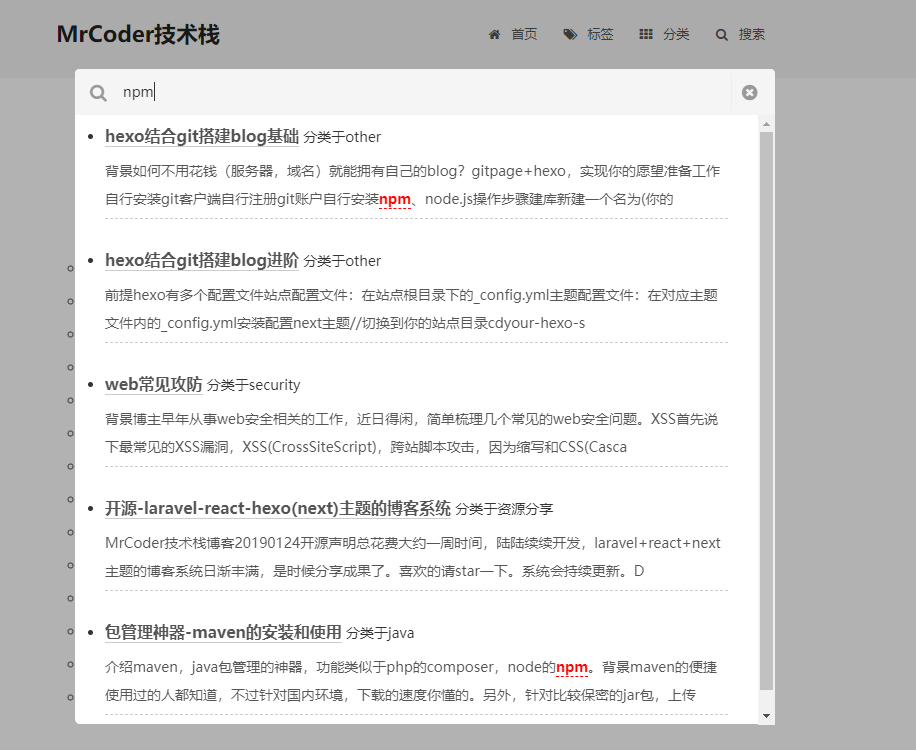 MrCoder技术栈
首页 标签 分类 搜索
npm
hexo结合git搭建blog基础 分类于other
背景如何不用花钱（服务器，域名）就能拥有自己的blog？gitpage+hexo，实现你的愿望准备工作
自行安装git客户端自行注册git账户自行安装npm、node.js操作步骤建库新建一个名为(你的
hexo结合git搭建blog进阶 分类于other
前提hexo有多个配置文件站点配置文件：在站点根目录下的_config.yml主题配置文件：在对应主题
文件内的_config.yml安装配置next主题//切换到你的站点目录cdyour-hexo-s
web常见攻防 分类于security
背景博主早年从事web安全相关的工作，近日得闲，简单梳理几个常见的web安全问题。XSS首先说
下最常见的XSS漏洞，XSS(CrossSiteScript)，跨站脚本攻击，因为缩写和CSS(Casca
开源-laravel-react-hexo(next)主题的博客系统 分类于资源分享
MrCoder技术栈博客20190124开源声明总花费大约一周时间，陆陆续续开发，laravel+react+next
主题的博客系统日渐丰满，是时候分享成果了。喜欢的请star一下。系统会持续更新。D
包管理神器-maven的安装和使用 分类于java
介绍maven，java包管理的神器，功能类似于php的composer，node的npm。背景maven的便捷
使用过的人都知道，不过针对国内环境，下载的速度你懂的。另外，针对比较保密的jar包，上传